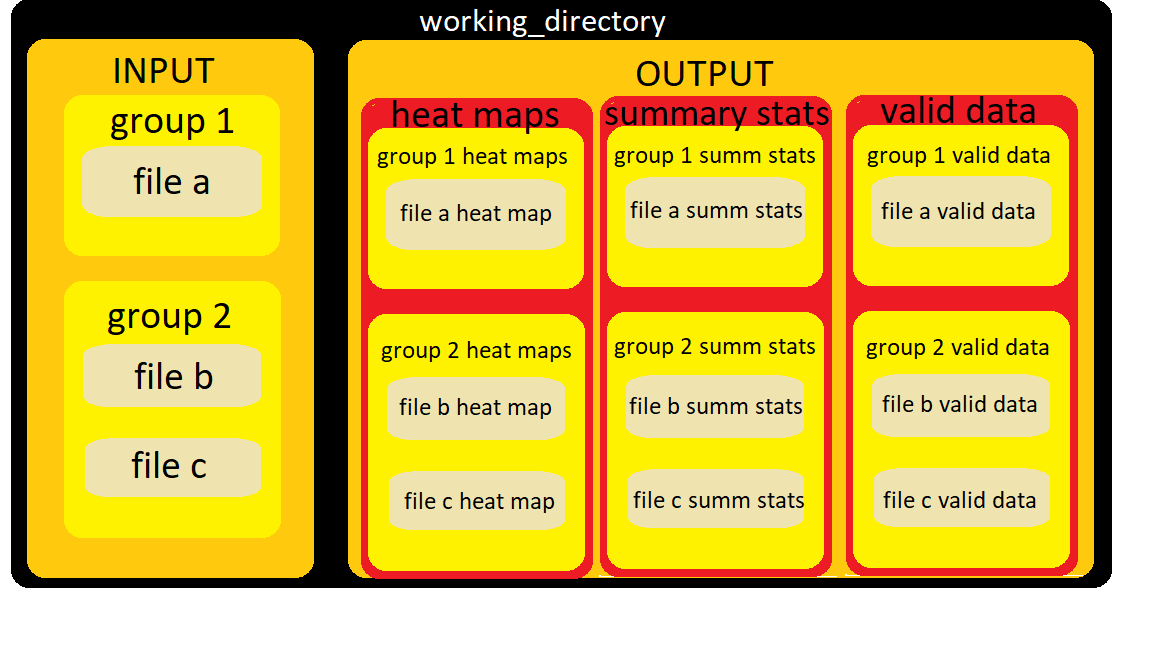 working_directory
INPUT
group 1
file a
group 2
file b
file c
OUTPUT
heat maps
group 1 heat maps
file a heat map
group 2 heat maps
file b heat map
file c heat map
summary stats
group 1 summ stats
file a summ stats
group 2 summ stats
file b summ stats
file c summ stats
valid data
group 1 valid data
file a valid data
group 2 valid data
file b valid data
file c valid data